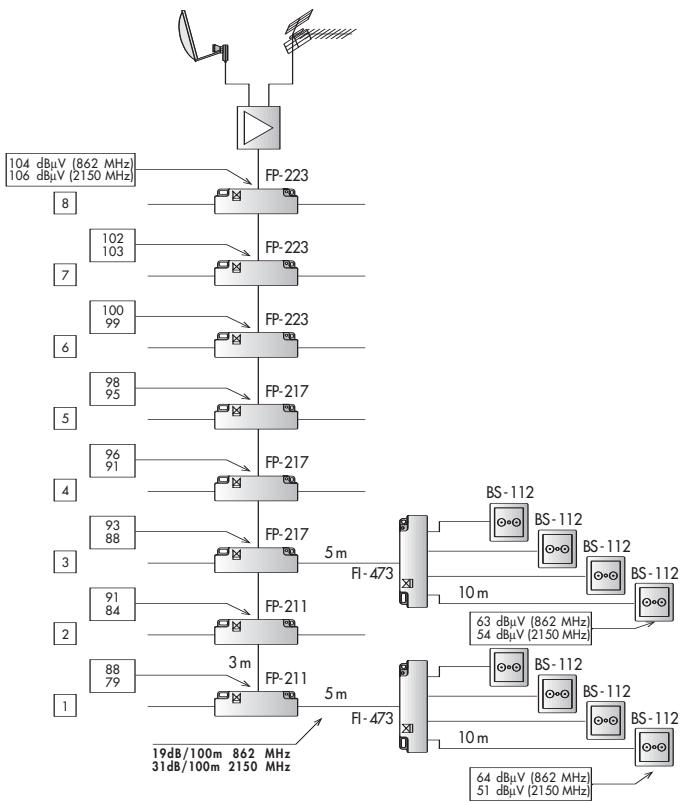 104 dBµV (862 MHz)
106 dBµV (2150 MHz)
FP-223
8
102
103
FP-223
7
100
99
FP-223
6
98
95
FP-217
5
96
91
FP-217
4
BS-112
BS-112
BS-112
BS-112
93
88
FP-217
3
5 m
FI-473
10 m
63 dBµV (862 MHz)
54 dBµV (2150 MHz)
91
84
FP-211
2
3 m
88
79
FP-211
1
5 m
FI-473
BS-112
BS-112
BS-112
10 m
19dB/100m 862 MHz
31dB/100m 2150 MHz
64 dBµV (862 MHz)
51 dBµV (2150 MHz)